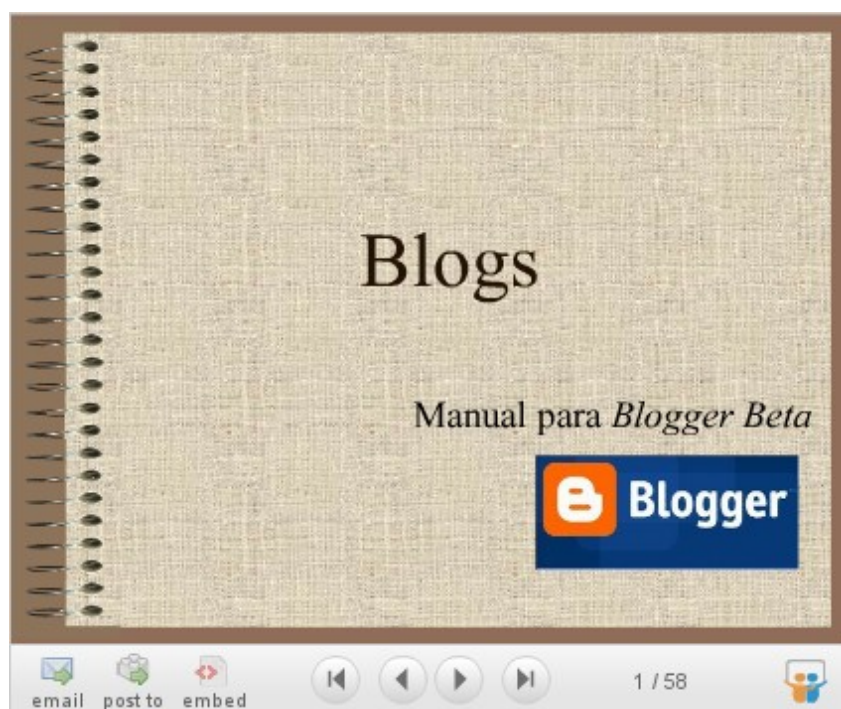 Blogs
Manual para Blogger Beta
Blogger
email post to embed
1 / 58